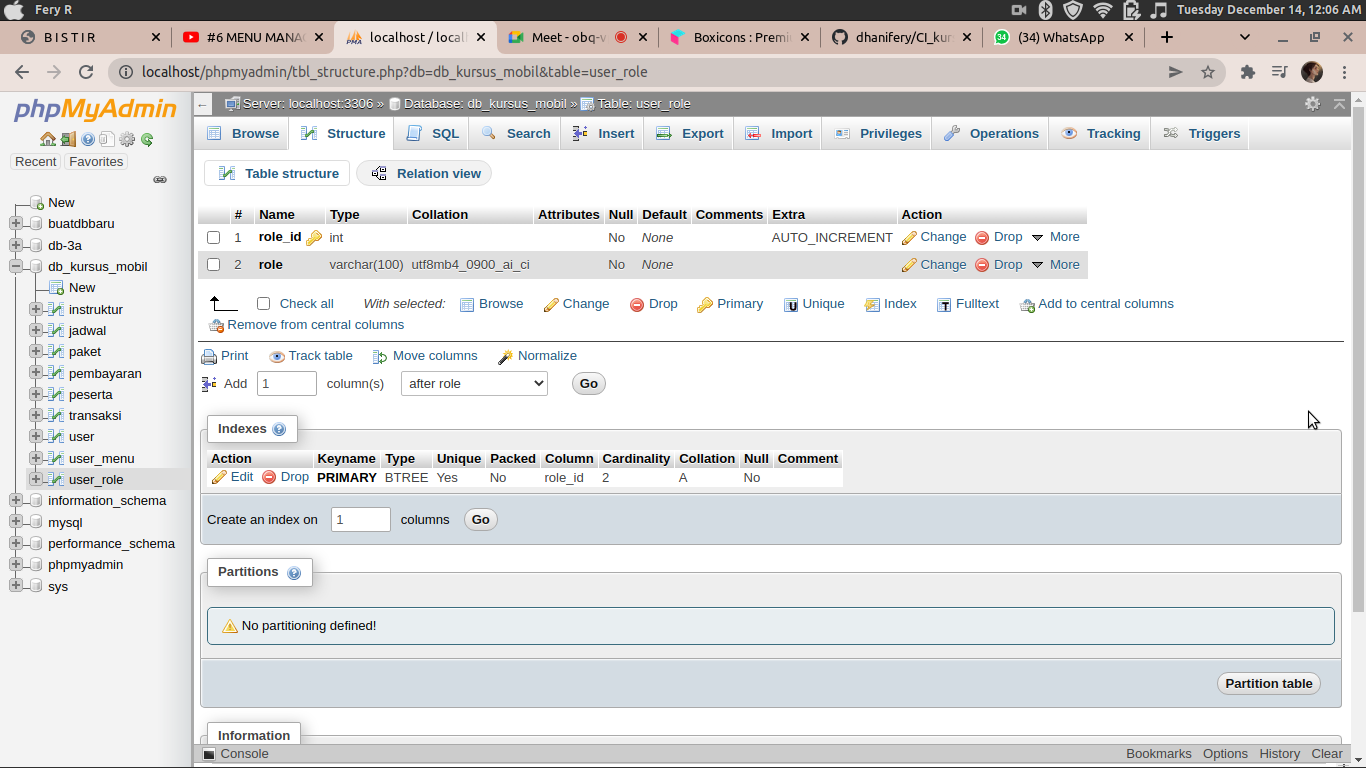 Fery R
Tuesday December 14, 12:06 AM
B I S T I R
#6 MENU MANA
localhost / locall
Meet - obq-v
Boxicons : Premi
dhanifery/CI_kur
(34) WhatsApp
localhost/phpmyadmin/tbl_structure.php?db=db_kursus_mobil&table=user_role
phpMyAdmin
Recent
Favorites
New
buatdbbaru
db-3a
db_kursus_mobil
New
instruktur
jadwal
paket
pembayaran
peserta
transaksi
user
user_menu
user_role
information_schema
mysql
performance_schema
phpmyadmin
sys
Server: localhost:3306 » Database: db_kursus_mobil » Table: user_role
Browse Structure SQL Search Insert Export Import Privileges Operations Tracking Triggers
Table structure Relation view
# Name Type Collation Attributes Null Default Comments Extra Action
1 role_id int No None AUTO_INCREMENT Change Drop More
2 role varchar(100) utf8mb4_0900_ai_ci No None Change Drop More
Check all With selected: Browse Change Drop Primary Unique Index Fulltext Add to central columns
Remove from central columns
Print Track table Move columns Normalize
Add 1 column(s) after role Go
Indexes
Action Keyname Type Unique Packed Column Cardinality Collation Null Comment
Edit Drop PRIMARY BTREE Yes No role_id 2 A No
Create an index on 1 columns Go
Partitions
No partitioning defined!
Partition table
Information
Console
Bookmarks Options History Clear